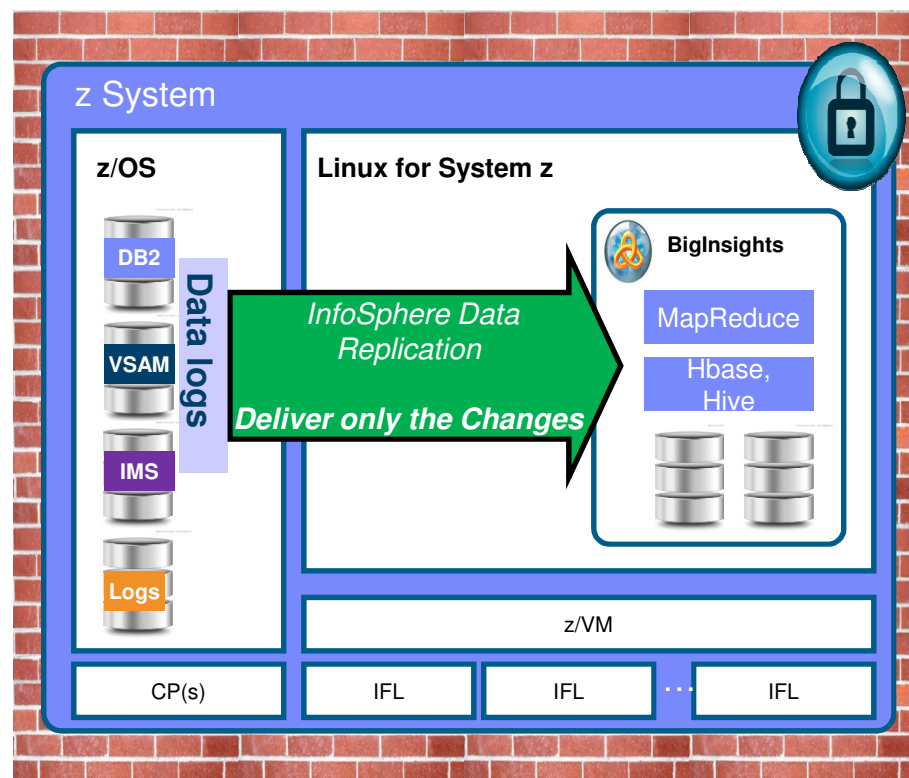 z System
z/OS
Linux for System z
DB2
VSAM
IMS
Logs
Data logs
InfoSphere Data
Replication
Deliver only the Changes
BigInsights
MapReduce
Hbase,
Hive
z/VM
CP(s)
IFL
IFL
...
IFL